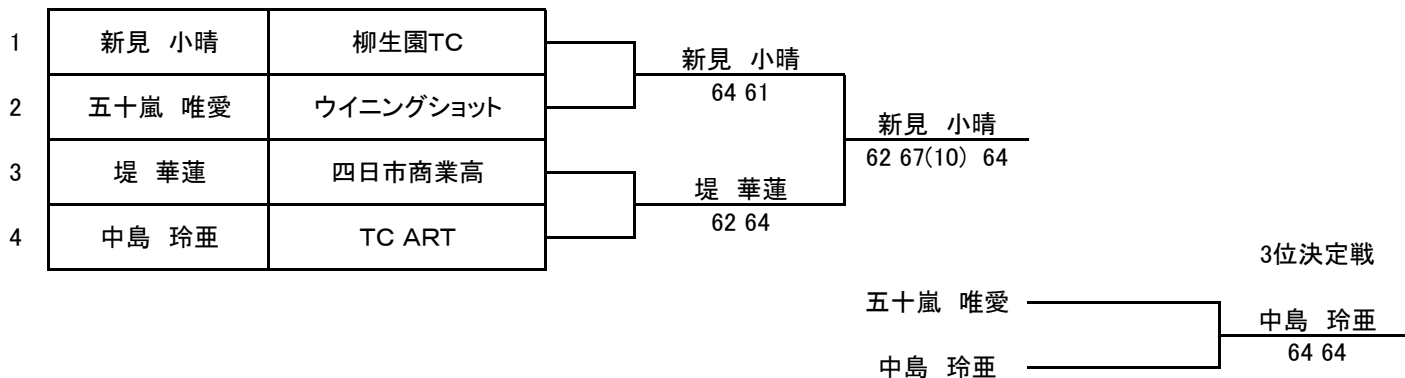 1 新見 小晴 柳生園TC
2 五十嵐 唯愛 ウイニングショット
3 堤 華蓮 四日市商業高
4 中島 玲亜 TC ART
新見 小晴
64 61
堤 華蓮
62 64
新見 小晴
62 67(10) 64
3位決定戦
五十嵐 唯愛
中島 玲亜
中島 玲亜
64 64